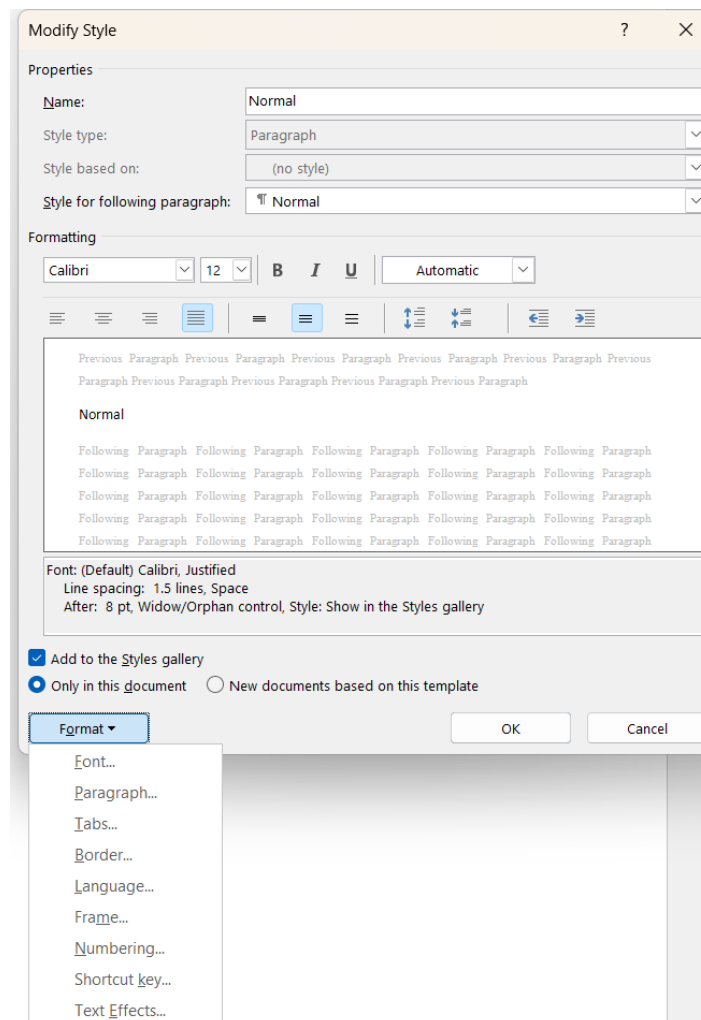 Modify Style ?
Properties
Name: Normal
Style type: Paragraph
Style based on: (no style)
Style for following paragraph: ¶ Normal
Formatting
Calibri 12 B I U Automatic
Previous Paragraph Previous Paragraph Previous Paragraph Previous Paragraph Previous Paragraph Previous
Paragraph Previous Paragraph Previous Paragraph Previous Paragraph Previous Paragraph
Normal
Following Paragraph Following Paragraph Following Paragraph Following Paragraph Following Paragraph
Following Paragraph Following Paragraph Following Paragraph Following Paragraph Following Paragraph
Following Paragraph Following Paragraph Following Paragraph Following Paragraph Following Paragraph
Following Paragraph Following Paragraph Following Paragraph Following Paragraph Following Paragraph
Following Paragraph Following Paragraph Following Paragraph Following Paragraph Following Paragraph
Font: (Default) Calibri, Justified
Line spacing: 1.5 lines, Space
After: 8 pt, Widow/Orphan control, Style: Show in the Styles gallery
Add to the Styles gallery
Only in this document New documents based on this template
Format OK Cancel
Font...
Paragraph...
Tabs...
Border...
Language...
Frame...
Numbering...
Shortcut key...
Text Effects...